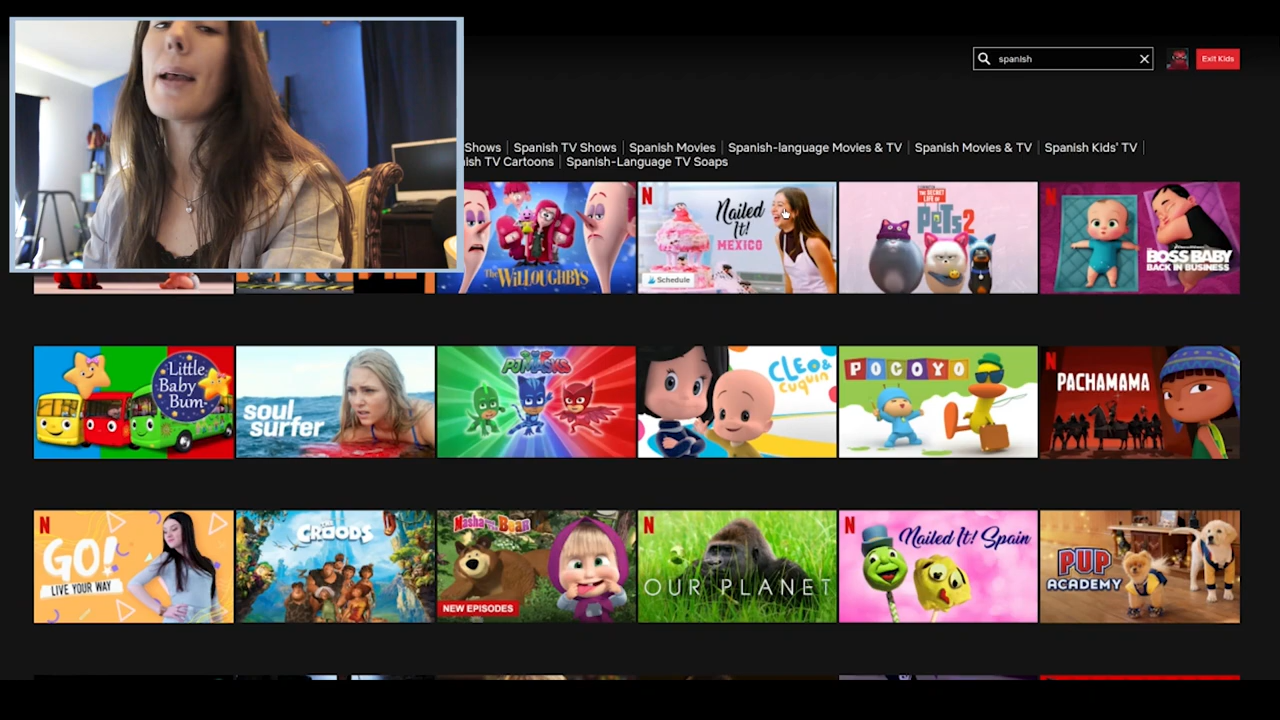 spanish
Exit Kids
Shows | Spanish TV Shows | Spanish Movies | Spanish-language Movies & TV | Spanish Movies & TV | Spanish Kids' TV |
ish TV Cartoons | Spanish-Language TV Soaps
THE WILLOUGHBYS
N
Nailed It!
MEXICO
Schedule
THE SECRET LIFE OF
PETS 2
N
THE BOSS BABY
BACK IN BUSINESS
Little
Baby
Bum
soul
surfer
PJ MASKS
CLEO &
cuquin
POCOYO
N
PACHAMAMA
N
GO!
LIVE YOUR WAY
THE CROODS
Masha and the Bear
NEW EPISODES
N
OUR PLANET
N
Nailed It! Spain
PUP
ACADEMY